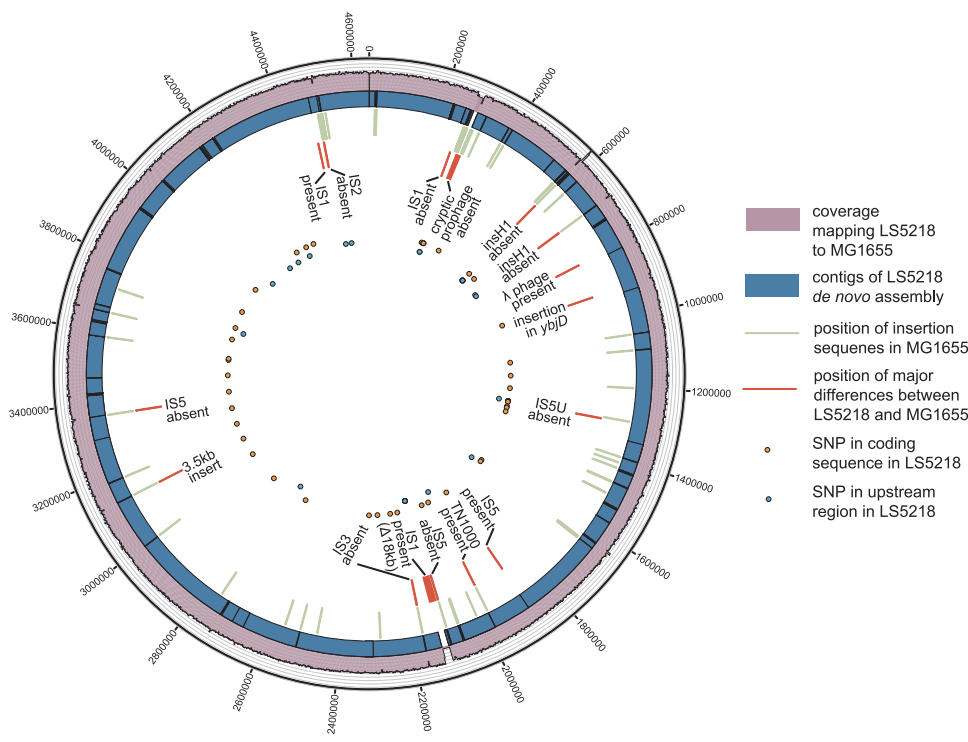 0
200000
400000
600000
800000
1000000
1200000
1400000
1600000
1800000
2000000
2200000
2400000
2600000
2800000
3000000
3200000
3400000
3600000
3800000
4000000
4200000
4400000
4600000
IS1
present
IS2
absent
IS1
absent
cryptic
prophage
absent
insH1
absent
insH1
absent
λ phage
present
insertion
in ybjD
IS5U
absent
IS5
present
TN1000
present
IS5
absent
IS1
present
(Δ18kb)
IS3
absent
3.5kb
insert
IS5
absent
coverage
mapping LS5218
to MG1655
contigs of LS5218
de novo assembly
position of insertion
sequenes in MG1655
position of major
differences between
LS5218 and MG1655
SNP in coding
sequence in LS5218
SNP in upstream
region in LS5218